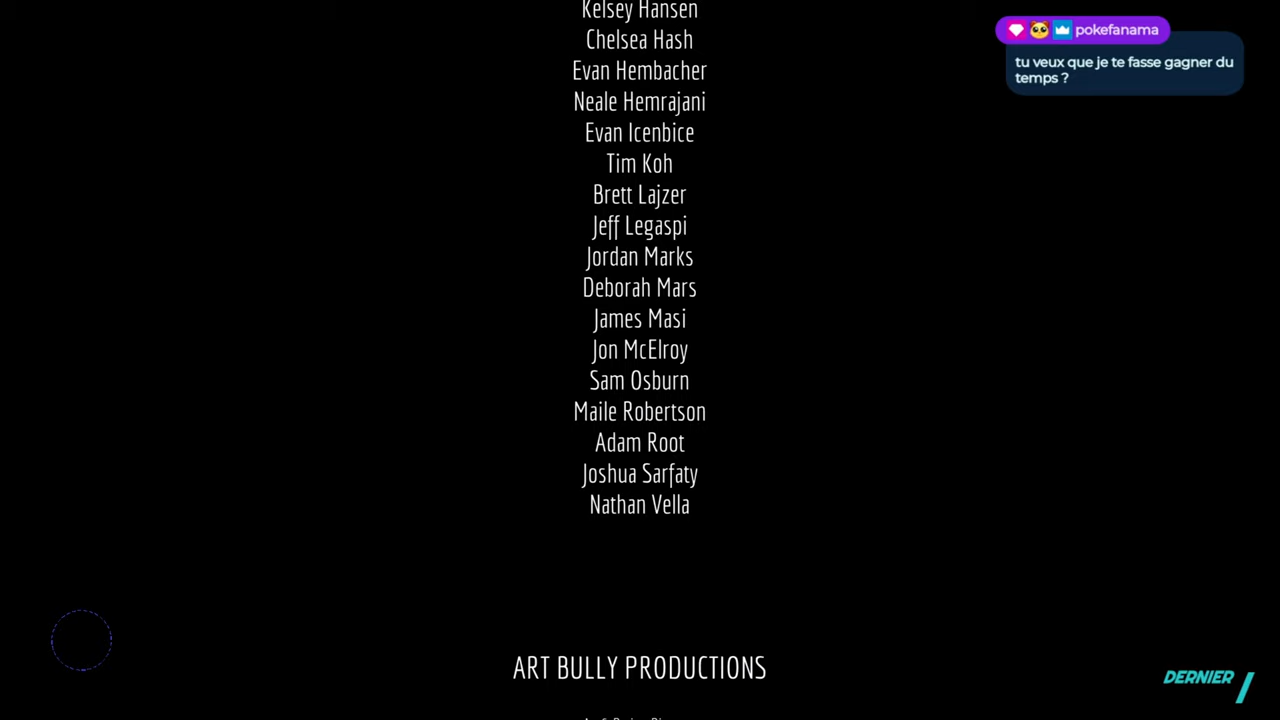 Kelsey Hansen
pokefanama
Chelsea Hash
tu veux que je te fasse gagner du
temps ?
Evan Hembacher
Neale Hemrajani
Evan Icenbice
Tim Koh
Brett Lajzer
Jeff Legaspi
Jordan Marks
Deborah Mars
James Masi
Jon McElroy
Sam Osburn
Maile Robertson
Adam Root
Joshua Sarfaty
Nathan Vella
ART BULLY PRODUCTIONS
DERNIER /